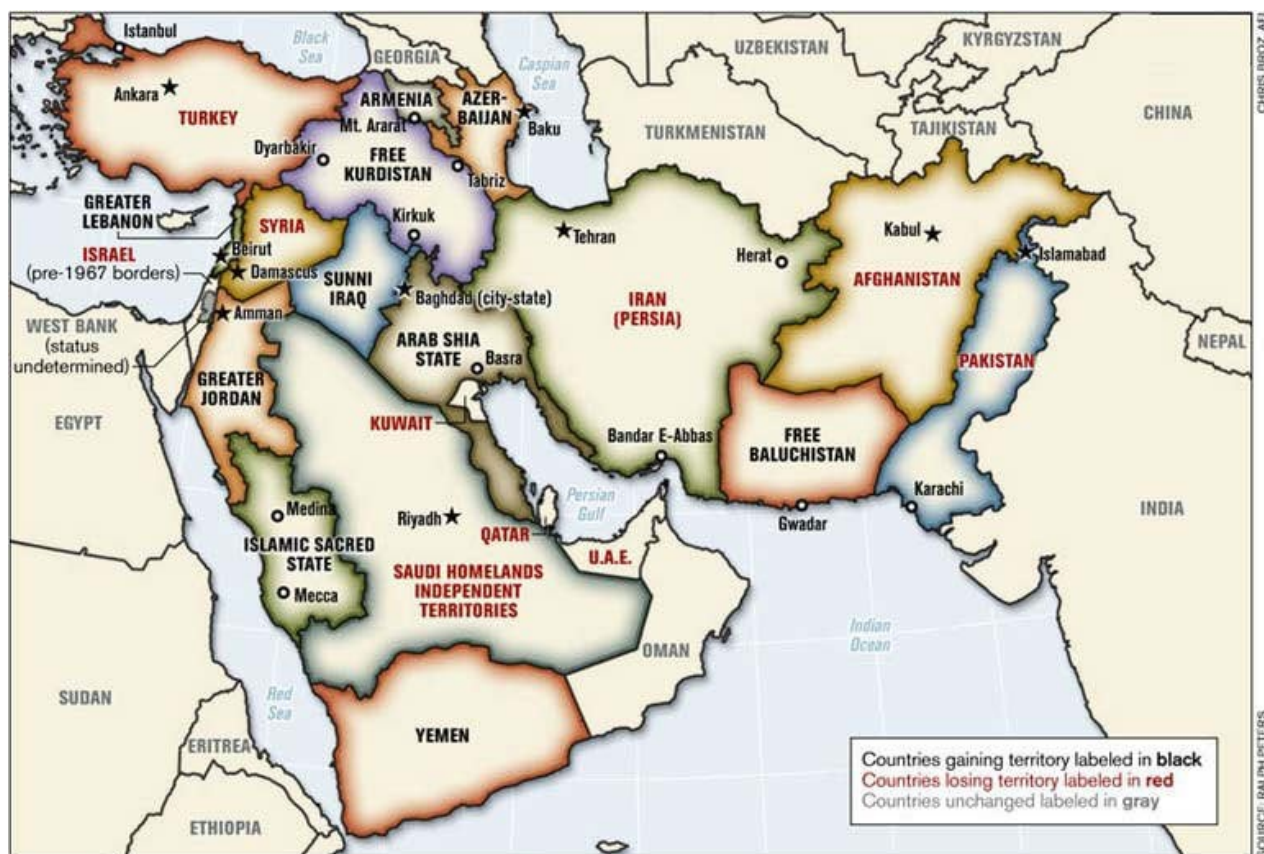 Istanbul
Black
Sea
GEORGIA
Caspian
Sea
UZBEKISTAN
KYRGYZSTAN
CHRIS BROZ, AFJ
Ankara
TURKEY
ARMENIA
Mt. Ararat
AZER-
BAIJAN
Baku
TURKMENISTAN
TAJIKISTAN
CHINA
Dyarbakir
FREE
KURDISTAN
Tabriz
GREATER
LEBANON
SYRIA
Kirkuk
Tehran
Herat
Kabul
Islamabad
ISRAEL
(pre-1967 borders)
Beirut
Damascus
SUNNI
IRAQ
Baghdad (city-state)
IRAN
(PERSIA)
AFGHANISTAN
WEST BANK
(status
undetermined)
Amman
ARAB SHIA
STATE
Basra
PAKISTAN
NEPAL
GREATER
JORDAN
EGYPT
KUWAIT
Bandar E-Abbas
FREE
BALUCHISTAN
Karachi
Medina
Persian
Gulf
Gwadar
INDIA
Riyadh
QATAR
ISLAMIC SACRED
STATE
U.A.E.
Mecca
SAUDI HOMELANDS
INDEPENDENT
TERRITORIES
Indian
Ocean
OMAN
SUDAN
Red
Sea
YEMEN
ERITREA
ETHIOPIA
Countries gaining territory labeled in black
Countries losing territory labeled in red
Countries unchanged labeled in gray
SOURCE: RALPH PETERS